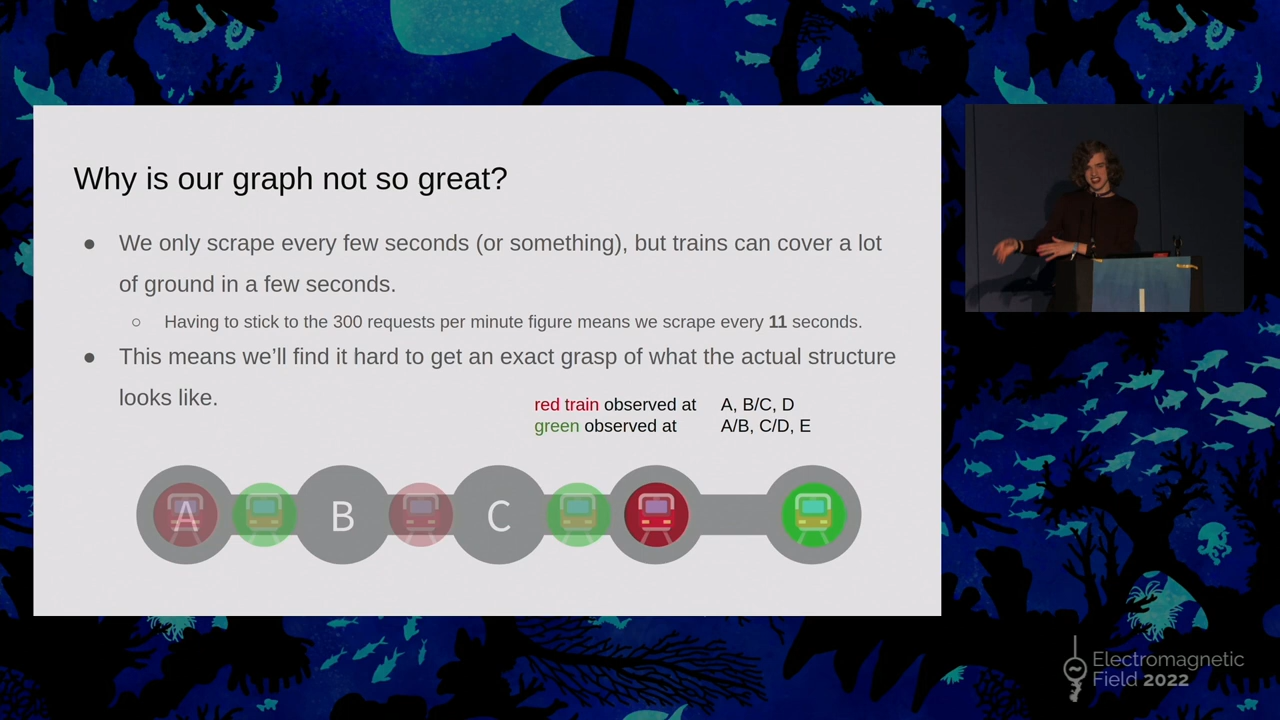 Why is our graph not so great?
● We only scrape every few seconds (or something), but trains can cover a lot
of ground in a few seconds.
○ Having to stick to the 300 requests per minute figure means we scrape every 11 seconds.
● This means we’ll find it hard to get an exact grasp of what the actual structure
looks like.
red train observed at A, B/C, D
green observed at A/B, C/D, E
A B C
Electromagnetic
Field 2022